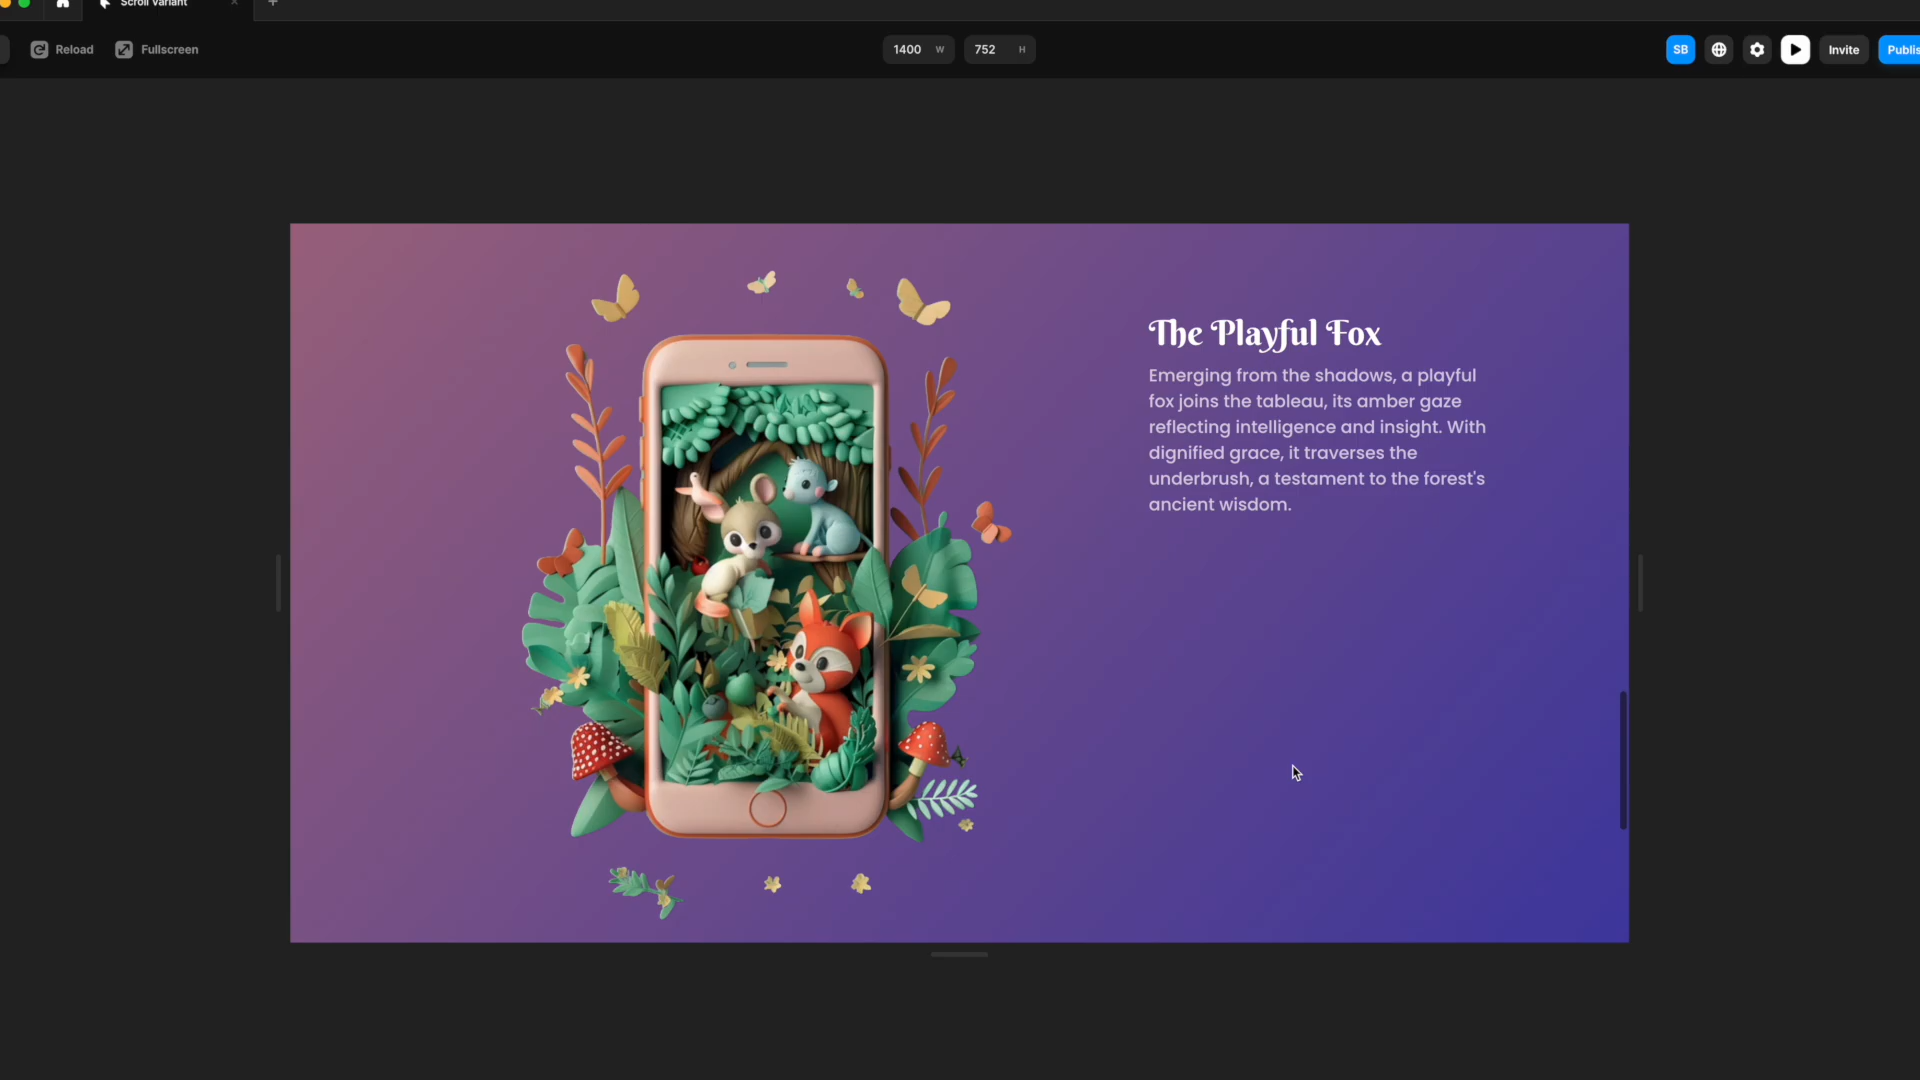 Scroll Variant
Reload
Fullscreen
1400 W
752 H
SB
Invite
The Playful Fox
Emerging from the shadows, a playful
fox joins the tableau, its amber gaze
reflecting intelligence and insight. With
dignified grace, it traverses the
underbrush, a testament to the forest's
ancient wisdom.